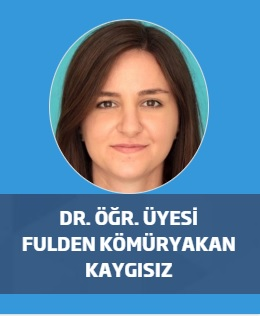 DR. ÖĞR. ÜYESİ
FULDEN KÖMÜRYAKAN
KAYGISIZ